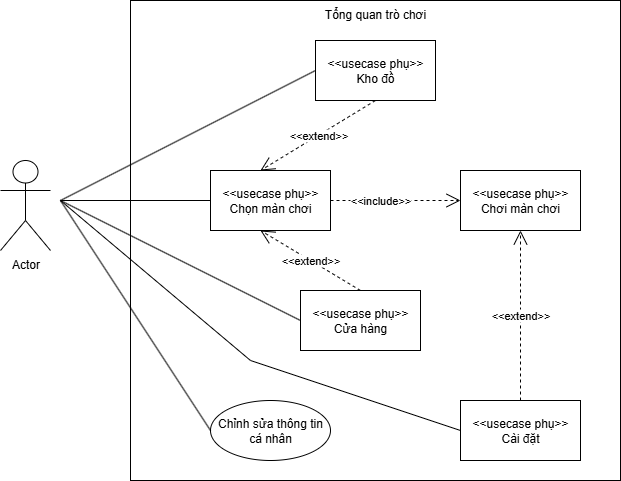 Tổng quan trò chơi
<<usecase phụ>>
Kho đồ
<<extend>>
<<usecase phụ>>
Chọn màn chơi
<<include>>
<<usecase phụ>>
Chơi màn chơi
Actor
<<extend>>
<<usecase phụ>>
Cửa hàng
<<extend>>
Chỉnh sửa thông tin
cá nhân
<<usecase phụ>>
Cài đặt